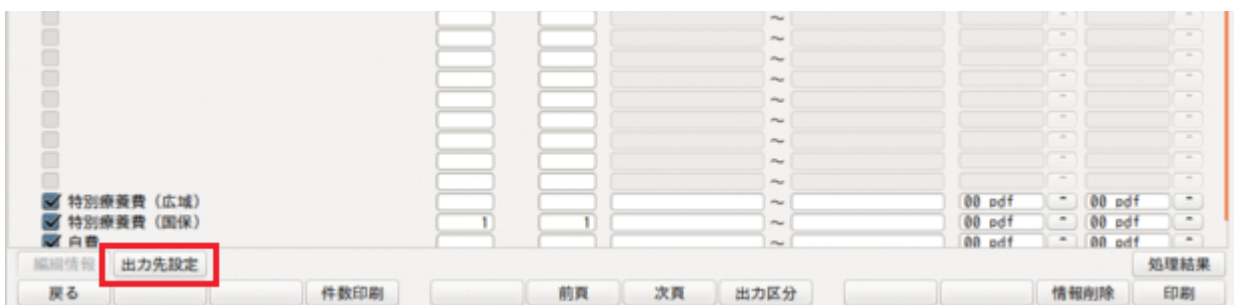 ~
~
~
~
~
~
~
~
~
特別療養費（広域） ~ 00 pdf 00 pdf
特別療養費（国保） 1 1 ~ 00 pdf 00 pdf
自費 ~ 00 pdf 00 pdf
編綴情報 出力先設定 処理結果
戻る 件数印刷 前頁 次頁 出力区分 情報削除 印刷